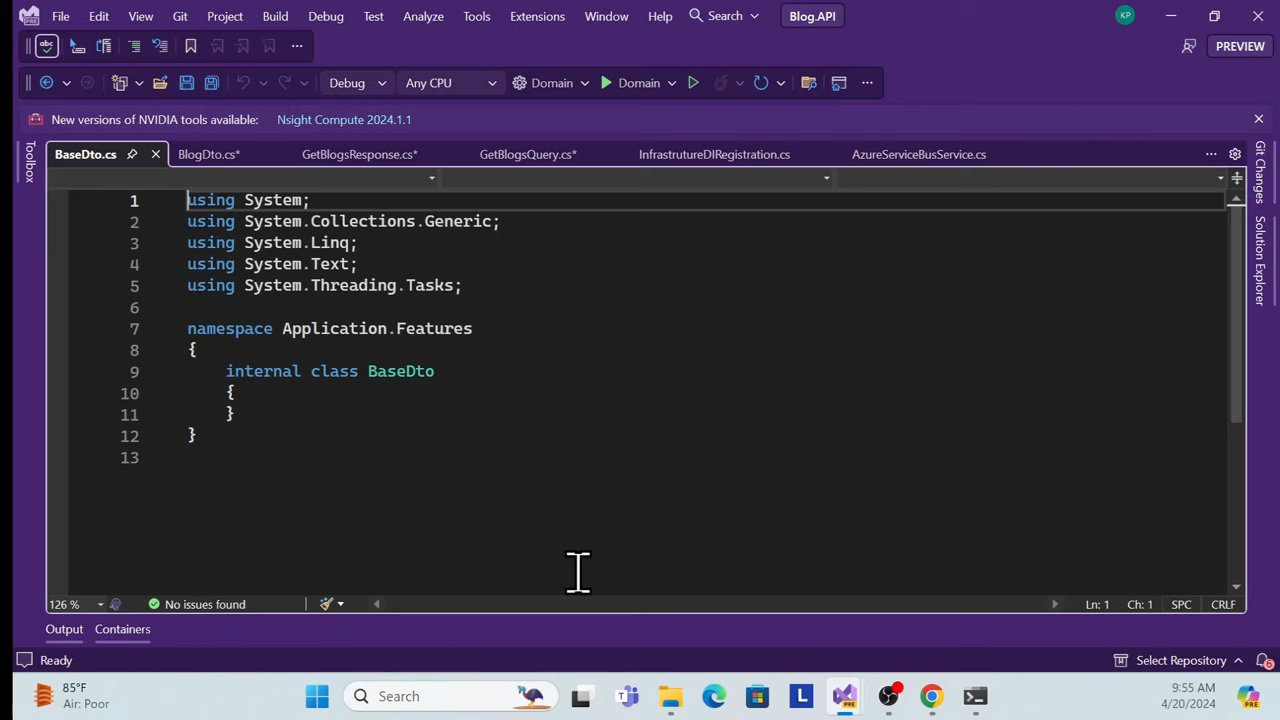 File Edit View Git Project Build Debug Test Analyze Tools Extensions Window Help Search Blog.API KP
abc PREVIEW
Debug Any CPU Domain Domain
New versions of NVIDIA tools available: Nsight Compute 2024.1.1
BaseDto.cs BlogDto.cs* GetBlogsResponse.cs* GetBlogsQuery.cs* InfrastrutureDIRegistration.cs AzureServiceBusService.cs
Toolbox
Git Changes
Solution Explorer
1 using System;
2 using System.Collections.Generic;
3 using System.Linq;
4 using System.Text;
5 using System.Threading.Tasks;
6
7 namespace Application.Features
8 {
9 internal class BaseDto
10 {
11 }
12 }
13
126 % No issues found Ln: 1 Ch: 1 SPC CRLF
Output Containers
Ready Select Repository 6
85°F
Air: Poor
Search
PRE
PRE
9:55 AM
4/20/2024